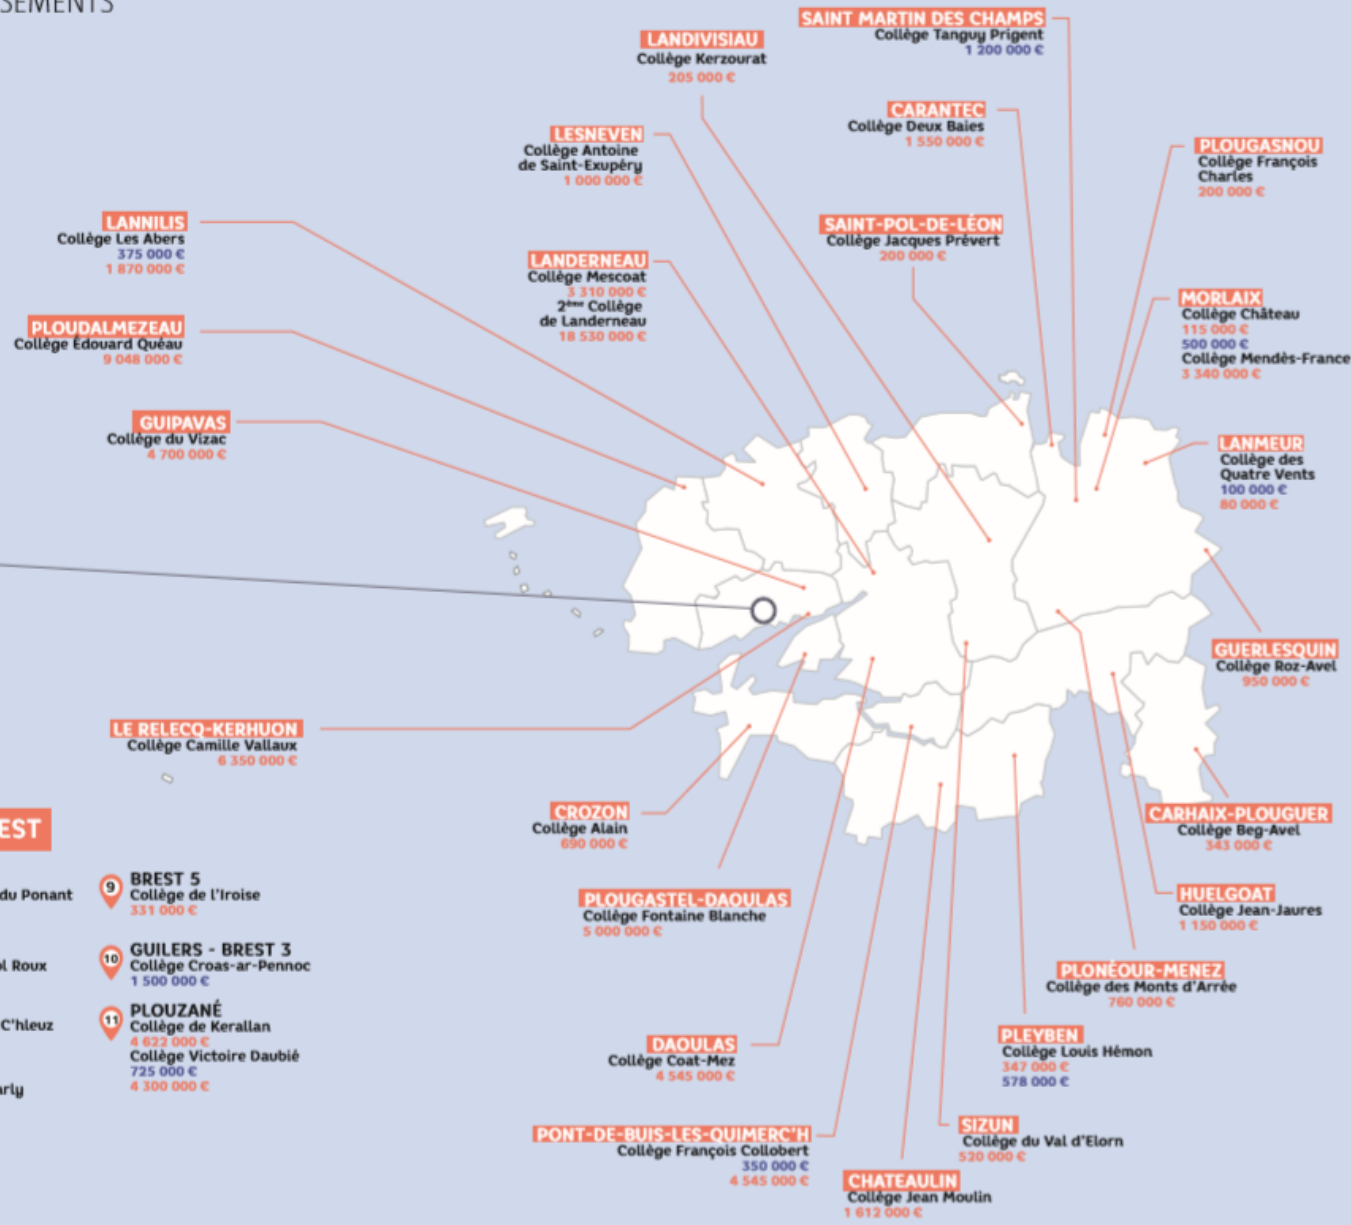 SEMENTS
SAINT MARTIN DES CHAMPS
Collège Tanguy Prigent
1 200 000 €
LANDIVISIAU
Collège Kerzourat
205 000 €
CARANTEC
Collège Deux Baies
1 550 000 €
LESNEVEN
Collège Antoine
de Saint-Exupéry
1 000 000 €
PLOUGASNOU
Collège François
Charles
200 000 €
LANNILIS
Collège Les Abers
375 000 €
1 870 000 €
SAINT-POL-DE-LÉON
Collège Jacques Prévert
200 000 €
LANDERNEAU
Collège Mescoat
3 310 000 €
2ème Collège
de Landerneau
18 530 000 €
MORLAIX
Collège Château
115 000 €
500 000 €
Collège Mendès-France
3 340 000 €
PLOUDALMEZEAU
Collège Édouard Quéau
9 048 000 €
GUIPAVAS
Collège du Vizac
4 700 000 €
LANMEUR
Collège des
Quatre Vents
100 000 €
80 000 €
GUERLESQUIN
Collège Roz-Avel
950 000 €
LE RELECQ-KERHUON
Collège Camille Vallaux
6 350 000 €
CROZON
Collège Alain
690 000 €
CARHAIX-PLOUGUER
Collège Beg-Avel
343 000 €
EST
du Ponant
ol Roux
C'hleuz
arly
9
BREST 5
Collège de l'Iroise
331 000 €
10
GUILERS - BREST 3
Collège Croas-ar-Pennoc
1 500 000 €
11
PLOUZANÉ
Collège de Kerallan
4 622 000 €
Collège Victoire Daubié
725 000 €
4 300 000 €
PLOUGASTEL-DAOULAS
Collège Fontaine Blanche
5 000 000 €
HUELGOAT
Collège Jean-Jaures
1 150 000 €
PLONÉOUR-MENEZ
Collège des Monts d'Arrée
760 000 €
DAOULAS
Collège Coat-Mez
4 545 000 €
PLEYBEN
Collège Louis Hémon
347 000 €
578 000 €
PONT-DE-BUIS-LES-QUIMERC'H
Collège François Collobert
350 000 €
4 545 000 €
SIZUN
Collège du Val d'Elorn
520 000 €
CHATEAULIN
Collège Jean Moulin
1 612 000 €